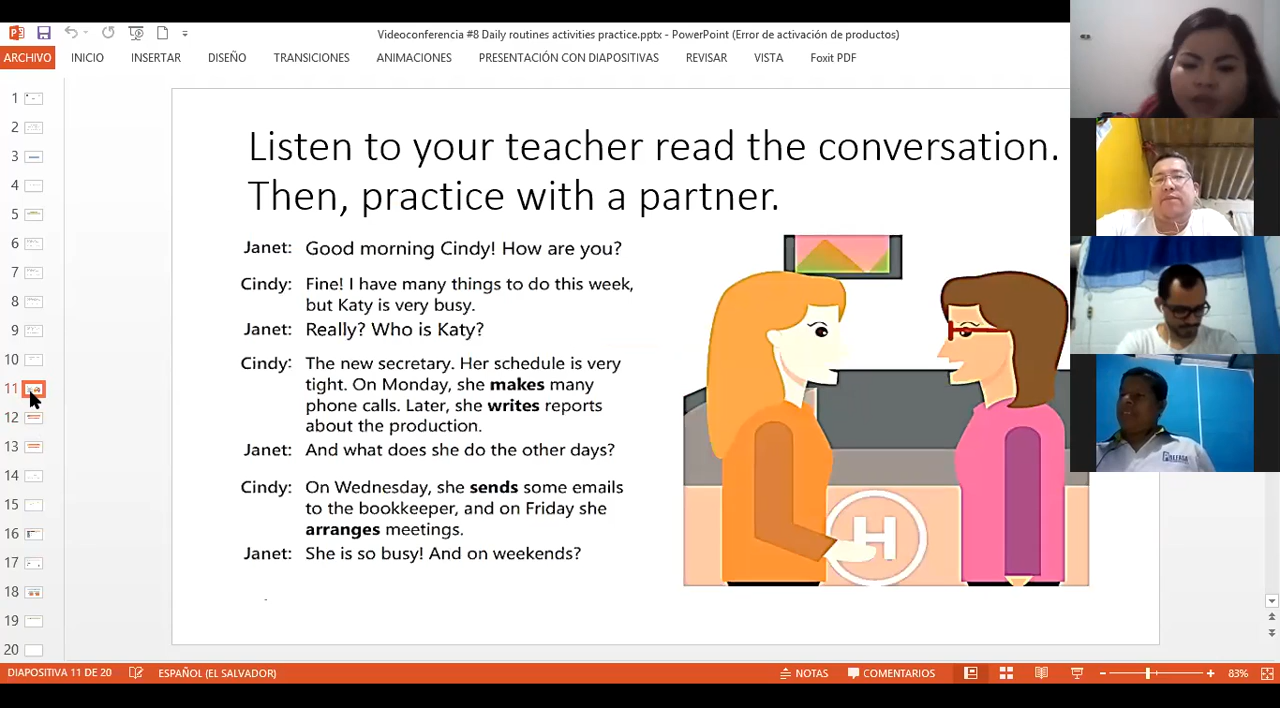 Videoconferencia #8 Daily routines activities practice.pptx - PowerPoint (Error de activación de productos)
ARCHIVO INICIO INSERTAR DISEÑO TRANSICIONES ANIMACIONES PRESENTACIÓN CON DIAPOSITIVAS REVISAR VISTA Foxit PDF
1
2
3
4
5
6
7
8
9
10
11
12
13
14
15
16
17
18
19
20
Listen to your teacher read the conversation.
Then, practice with a partner.
Janet: Good morning Cindy! How are you?
Cindy: Fine! I have many things to do this week,
but Katy is very busy.
Janet: Really? Who is Katy?
Cindy: The new secretary. Her schedule is very
tight. On Monday, she makes many
phone calls. Later, she writes reports
about the production.
Janet: And what does she do the other days?
Cindy: On Wednesday, she sends some emails
to the bookkeeper, and on Friday she
arranges meetings.
Janet: She is so busy! And on weekends?
H
DIAPOSITIVA 11 DE 20 ESPAÑOL (EL SALVADOR) NOTAS COMENTARIOS 83%